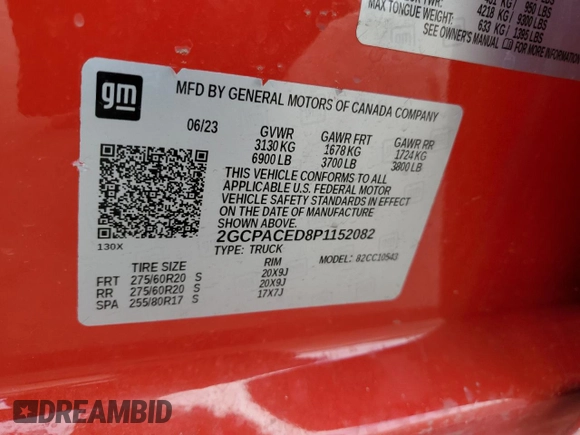 950 LBS
4218 KG / 9300 LBS
MAX TONGUE WEIGHT: 633 KG / 1395 LBS
SEE OWNER'S MANUAL FOR MORE
gm
MFD BY GENERAL MOTORS OF CANADA COMPANY
06/23 GVWR GAWR FRT GAWR RR
3130 KG 1678 KG 1724 KG
6900 LB 3700 LB 3800 LB
THIS VEHICLE CONFORMS TO ALL
APPLICABLE U.S. FEDERAL MOTOR
VEHICLE SAFETY STANDARDS IN EFFECT
ON THE DATE OF MANUFACTURE
SHOWN ABOVE.
2GCPACED8P1152082
130X TYPE: TRUCK 82CC10543
TIRE SIZE RIM
FRT 275/60R20 S 20X9J
RR 275/60R20 S 20X9J
SPA 255/80R17 S 17X7J
DREAMBID